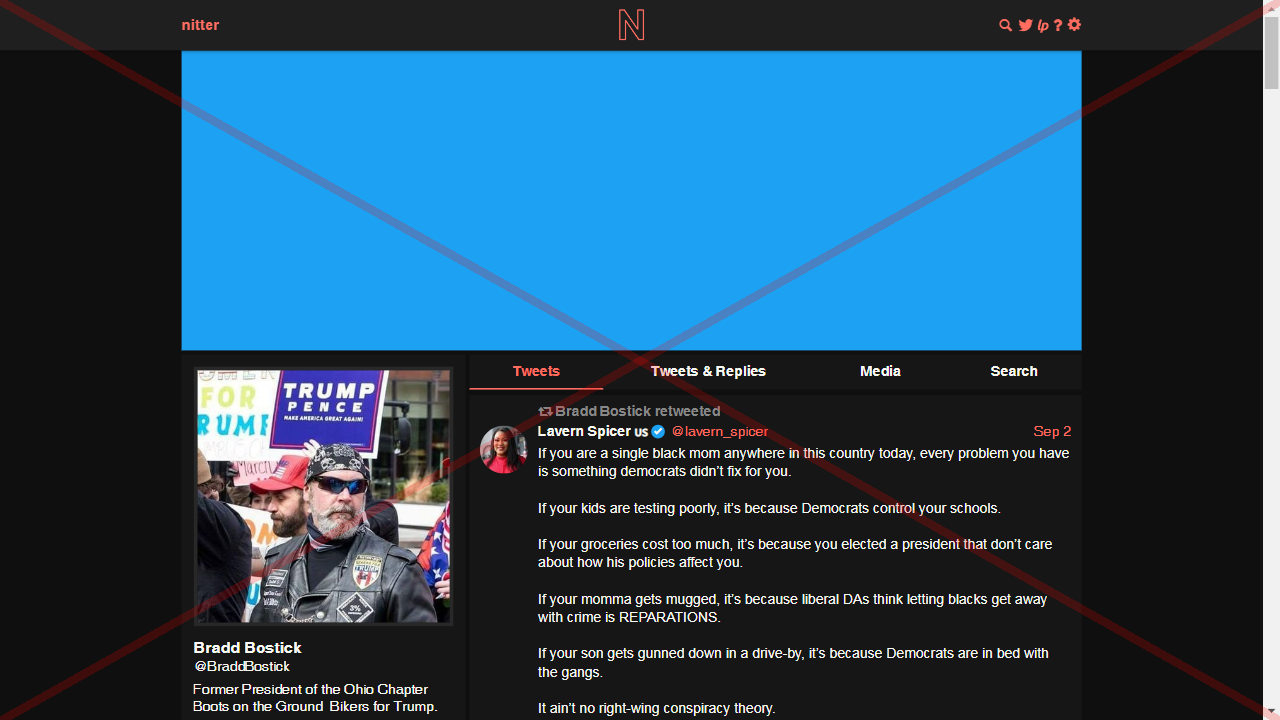 nitter
N
lp ?
Tweets
Tweets & Replies
Media
Search
FOR
TRUMP
PENCE
MAKE AMERICA GREAT AGAIN!
March
TRUMP
3%
Bradd Bostick
@BraddBostick
Former President of the Ohio Chapter
Boots on the Ground Bikers for Trump.
Bradd Bostick retweeted
Lavern Spicer us @lavern_spicer
Sep 2
If you are a single black mom anywhere in this country today, every problem you have
is something democrats didn’t fix for you.
If your kids are testing poorly, it’s because Democrats control your schools.
If your groceries cost too much, it’s because you elected a president that don’t care
about how his policies affect you.
If your momma gets mugged, it’s because liberal DAs think letting blacks get away
with crime is REPARATIONS.
If your son gets gunned down in a drive-by, it’s because Democrats are in bed with
the gangs.
It ain’t no right-wing conspiracy theory.